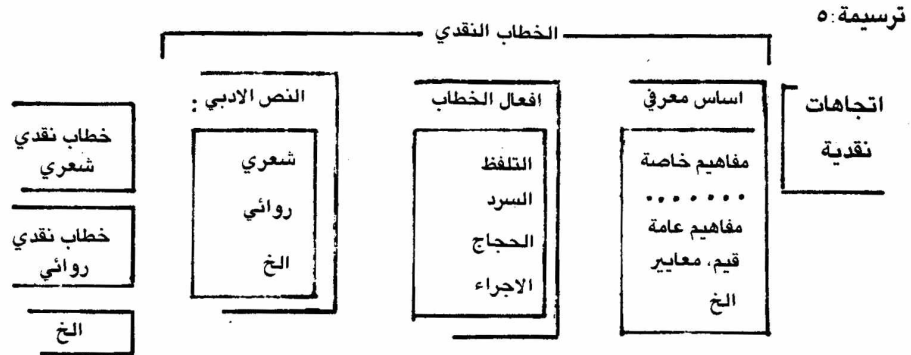 ترسيمة:٥
الخطاب النقدي
اتجاهات
نقدية
اساس معرفي
مفاهيم خاصة
.......
مفاهيم عامة
قيم، معايير
الخ
افعال الخطاب
التلفظ
السرد
الحجاج
الاجراء
النص الادبي :
شعري
روائي
الخ
خطاب نقدي
شعري
خطاب نقدي
روائي
الخ